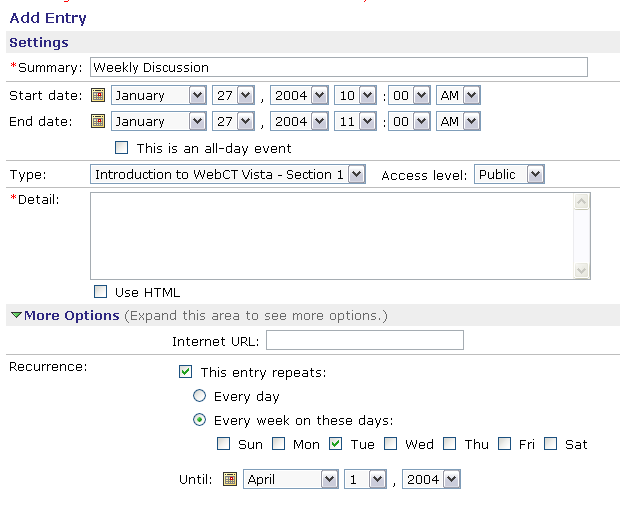 Add Entry
Settings
*Summary: Weekly Discussion
Start date: January 27 , 2004 10 : 00 AM
End date: January 27 , 2004 11 : 00 AM
This is an all-day event
Type: Introduction to WebCT Vista - Section 1 Access level: Public
*Detail:
Use HTML
More Options (Expand this area to see more options.)
Internet URL:
Recurrence: This entry repeats:
Every day
Every week on these days:
Sun Mon Tue Wed Thu Fri Sat
Until: April 1 , 2004